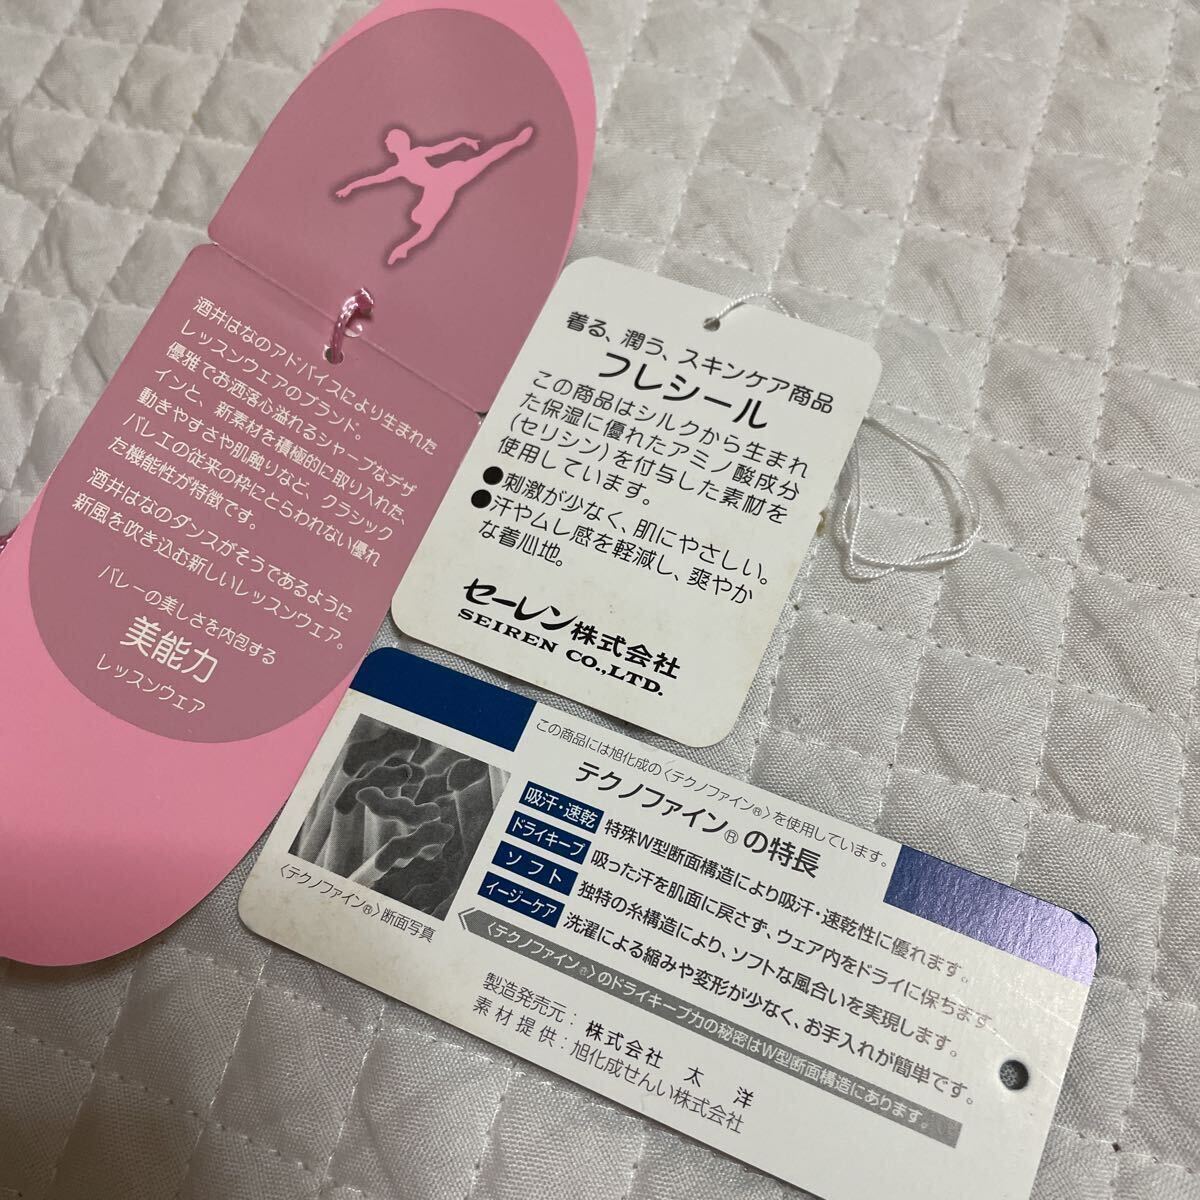 酒井はなのアドバイスにより生まれた
レッスンウェアのブランド。
優雅でお洒落心溢れるシャープなデザ
インと、新素材を積極的に取り入れた、
動きやすさや肌触りなど、クラシック
バレエの従来の枠にとらわれない優れ
た機能性が特徴です。
酒井はなのダンスがそうであるように
新風を吹き込む新しいレッスンウェア。
バレーの美しさを内包する
美能力
レッスンウェア
着る、潤う、スキンケア商品
フレシール
この商品はシルクから生まれ
た保湿に優れたアミノ酸成分
(セリシン)を付与した素材を
使用しています。
●刺激が少なく、肌にやさしい。
●汗やムレ感を軽減し、爽やか
な着心地。
セーレン株式会社
SEIREN CO.,LTD.
この商品には旭化成の〈テクノファイン®〉を使用しています。
テクノファイン®の特長
吸汗・速乾 特殊W型断面構造により吸汗・速乾性に優れます。
ドライキープ 吸った汗を肌面に戻さず、ウェア内をドライに保ちます。
ソフト 独特の糸構造により、ソフトな風合いを実現します。
イージーケア 洗濯による縮みや変形が少なく、お手入れが簡単です。
〈テクノファイン®〉のドライキープ力の秘密はW型断面構造にあります。
〈テクノファイン®〉断面写真
製造発売元：株式会社 太洋
素材提供：旭化成せんい株式会社